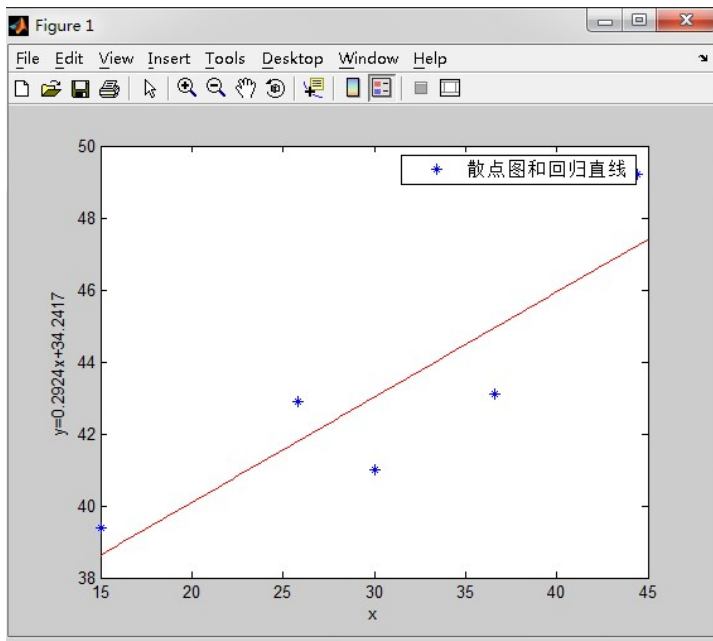 Figure 1
File Edit View Insert Tools Desktop Window Help
50
48
46
44
42
40
38
散点图和回归直线
y=0.2924x+34.2417
15 20 25 30 35 40 45
x